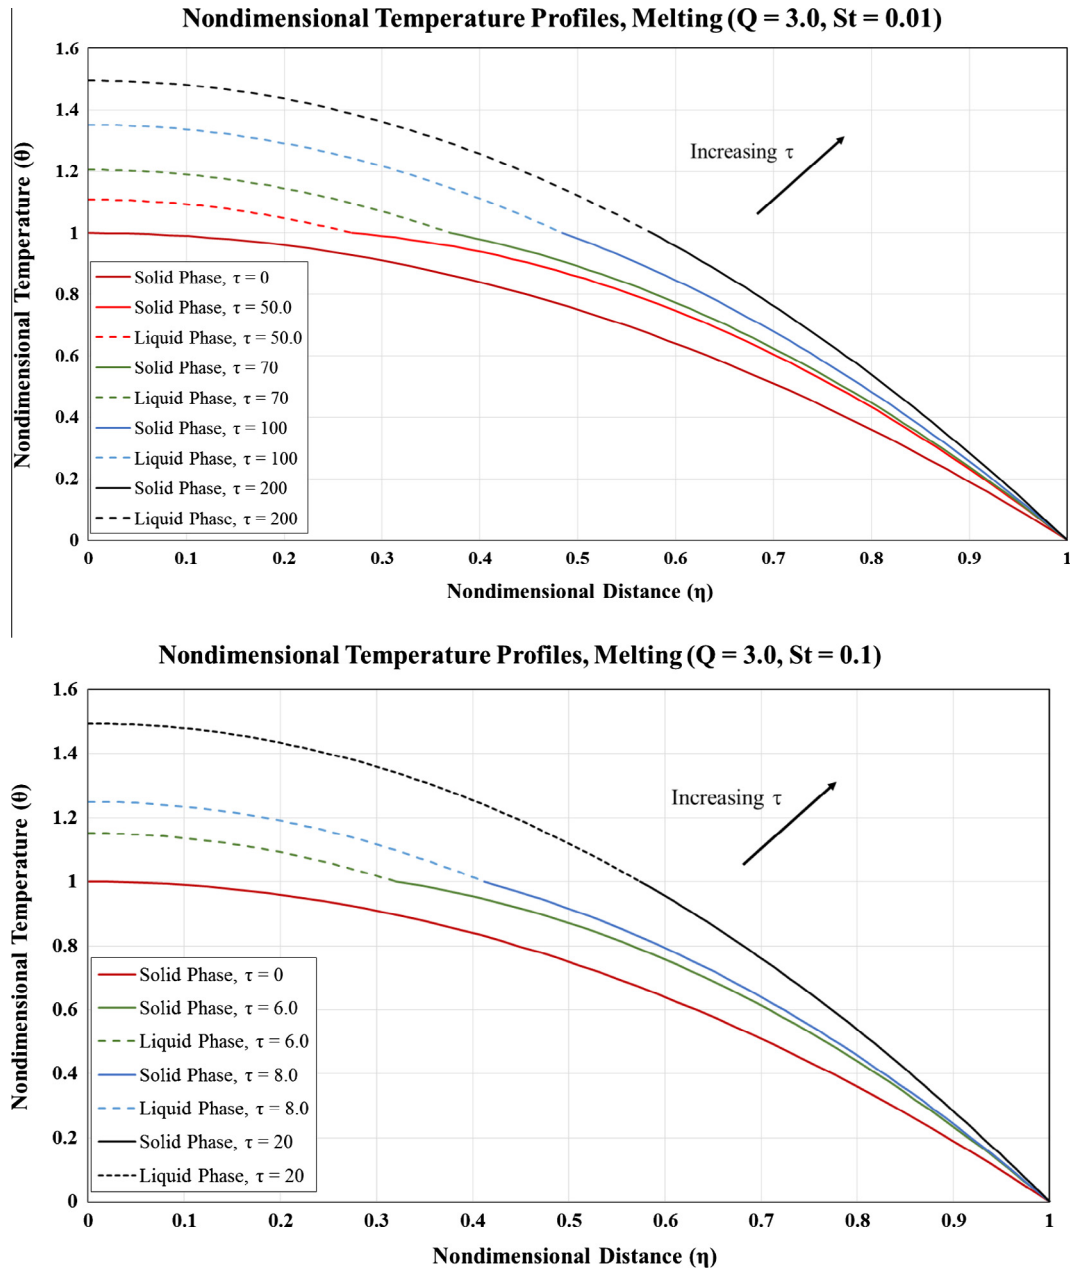 Nondimensional Temperature Profiles, Melting (Q = 3.0, St = 0.01)
Nondimensional Temperature (θ)
1.6
1.4
1.2
1
0.8
0.6
0.4
0.2
0
Increasing τ
Solid Phase, τ = 0
Solid Phase, τ = 50.0
Liquid Phase, τ = 50.0
Solid Phase, τ = 70
Liquid Phase, τ = 70
Solid Phase, τ = 100
Liquid Phase, τ = 100
Solid Phase, τ = 200
Liquid Phase, τ = 200
0 0.1 0.2 0.3 0.4 0.5 0.6 0.7 0.8 0.9 1
Nondimensional Distance (η)
Nondimensional Temperature Profiles, Melting (Q = 3.0, St = 0.1)
Nondimensional Temperature (θ)
1.6
1.4
1.2
1
0.8
0.6
0.4
0.2
0
Increasing τ
Solid Phase, τ = 0
Solid Phase, τ = 6.0
Liquid Phase, τ = 6.0
Solid Phase, τ = 8.0
Liquid Phase, τ = 8.0
Solid Phase, τ = 20
Liquid Phase, τ = 20
0 0.1 0.2 0.3 0.4 0.5 0.6 0.7 0.8 0.9 1
Nondimensional Distance (η)